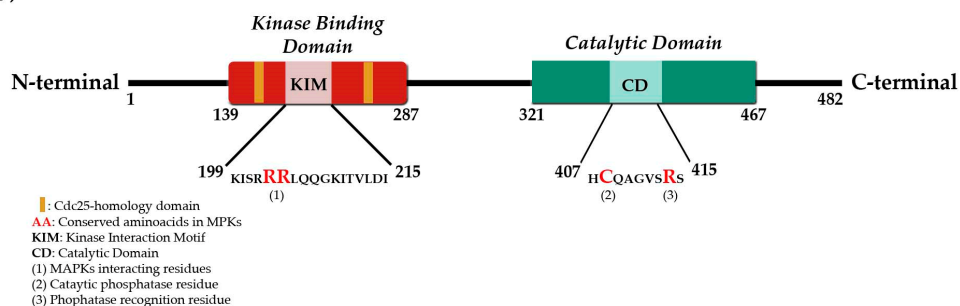 Kinase Binding
Domain
Catalytic Domain
N-terminal
KIM
CD
C-terminal
1
139
287
321
467
482
199 KISRRRLQQGKITVLDI 215
407 HCQAGVSRS 415
(1)
(2)
(3)
: Cdc25-homology domain
AA: Conserved aminoacids in MPKs
KIM: Kinase Interaction Motif
CD: Catalytic Domain
(1) MAPKs interacting residues
(2) Cataytic phosphatase residue
(3) Phophatase recognition residue